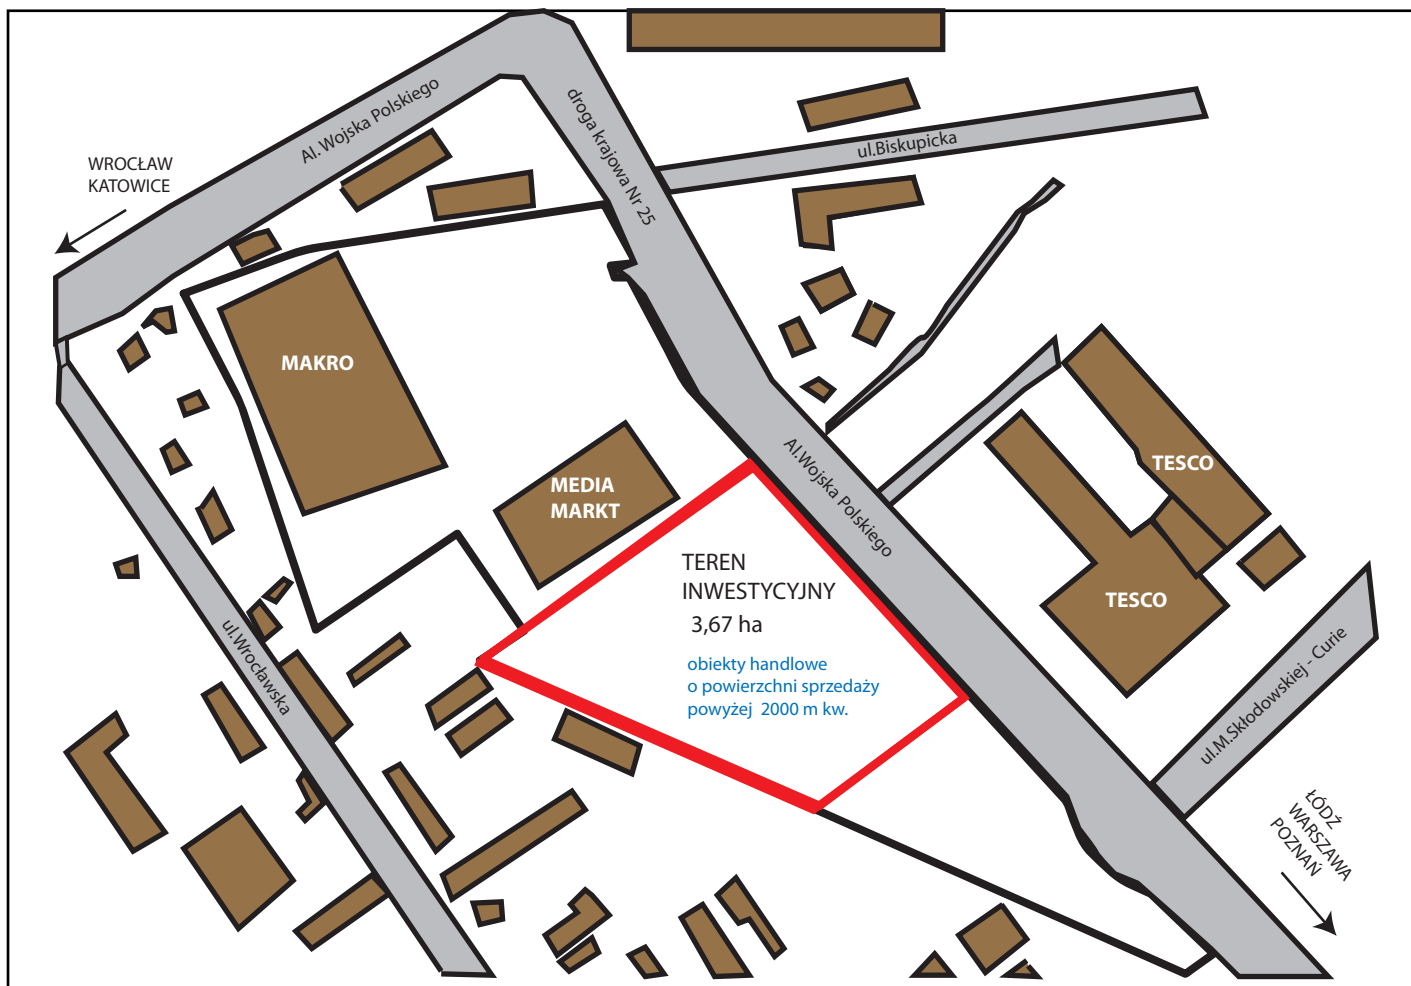 Al. Wojska Polskiego
droga krajowa Nr 25
ul.Biskupicka
WROCŁAW
KATOWICE
MAKRO
MEDIA
MARKT
Al.Wojska Polskiego
TESCO
TESCO
TEREN
INWESTYCYJNY
3,67 ha
obiekty handlowe
o powierzchni sprzedaży
powyżej 2000 m kw.
ul.Wrocławska
ul.M.Skłodowskiej - Curie
ŁÓDŹ
WARSZAWA
POZNAŃ